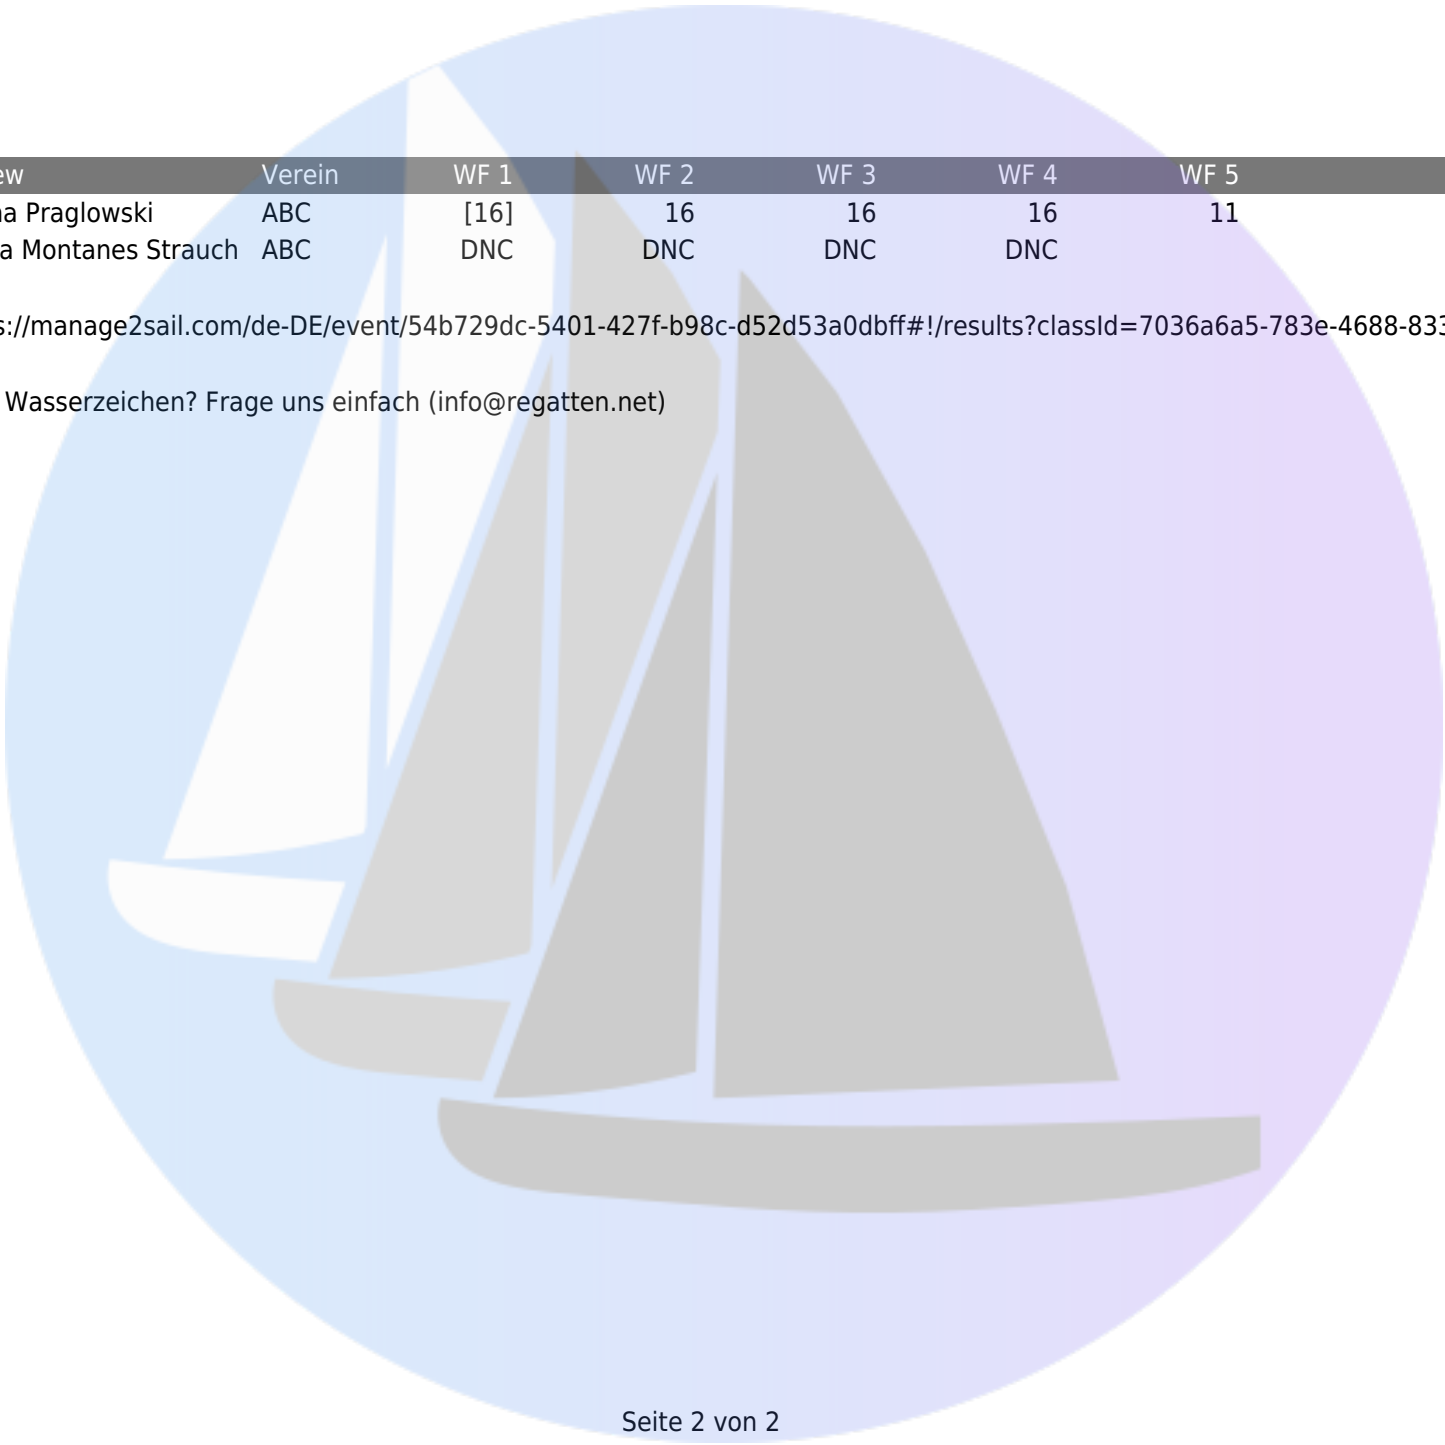 ew Verein WF 1 WF 2 WF 3 WF 4 WF 5
na Praglowski ABC [16] 16 16 16 11
a Montanes Strauch ABC DNC DNC DNC DNC
s://manage2sail.com/de-DE/event/54b729dc-5401-427f-b98c-d52d53a0dbff#!/results?classId=7036a6a5-783e-4688-833
Wasserzeichen? Frage uns einfach (info@regatten.net)
Seite 2 von 2